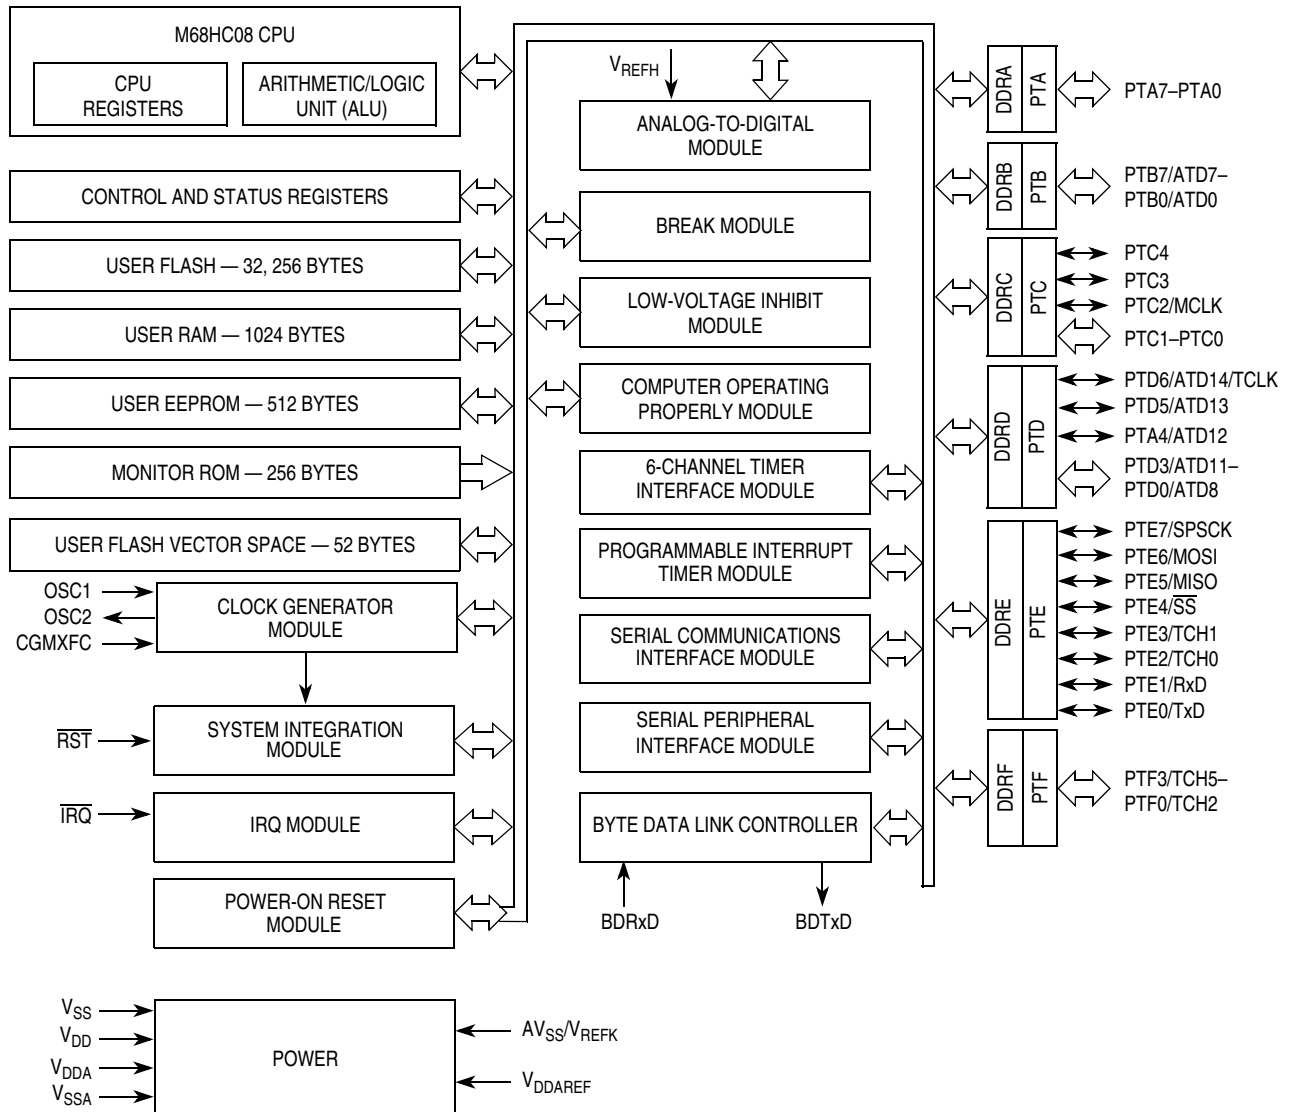 M68HC08 CPU
CPU
REGISTERS
ARITHMETIC/LOGIC
UNIT (ALU)
CONTROL AND STATUS REGISTERS
USER FLASH — 32, 256 BYTES
USER RAM — 1024 BYTES
USER EEPROM — 512 BYTES
MONITOR ROM — 256 BYTES
USER FLASH VECTOR SPACE — 52 BYTES
OSC1
OSC2
CGMXFC
CLOCK GENERATOR
MODULE
RST
SYSTEM INTEGRATION
MODULE
IRQ
IRQ MODULE
POWER-ON RESET
MODULE
VSS
VDD
VDDA
VSSA
POWER
AVSS/VREFK
VDDAREF
VREFH
ANALOG-TO-DIGITAL
MODULE
BREAK MODULE
LOW-VOLTAGE INHIBIT
MODULE
COMPUTER OPERATING
PROPERLY MODULE
6-CHANNEL TIMER
INTERFACE MODULE
PROGRAMMABLE INTERRUPT
TIMER MODULE
SERIAL COMMUNICATIONS
INTERFACE MODULE
SERIAL PERIPHERAL
INTERFACE MODULE
BYTE DATA LINK CONTROLLER
BDRxD
BDTxD
DDRA
PTA
PTA7–PTA0
DDRB
PTB
PTB7/ATD7–
PTB0/ATD0
DDRC
PTC
PTC4
PTC3
PTC2/MCLK
PTC1–PTC0
DDRD
PTD
PTD6/ATD14/TCLK
PTD5/ATD13
PTA4/ATD12
PTD3/ATD11–
PTD0/ATD8
DDRE
PTE
PTE7/SPSCK
PTE6/MOSI
PTE5/MISO
PTE4/SS
PTE3/TCH1
PTE2/TCH0
PTE1/RxD
PTE0/TxD
DDRF
PTF
PTF3/TCH5–
PTF0/TCH2